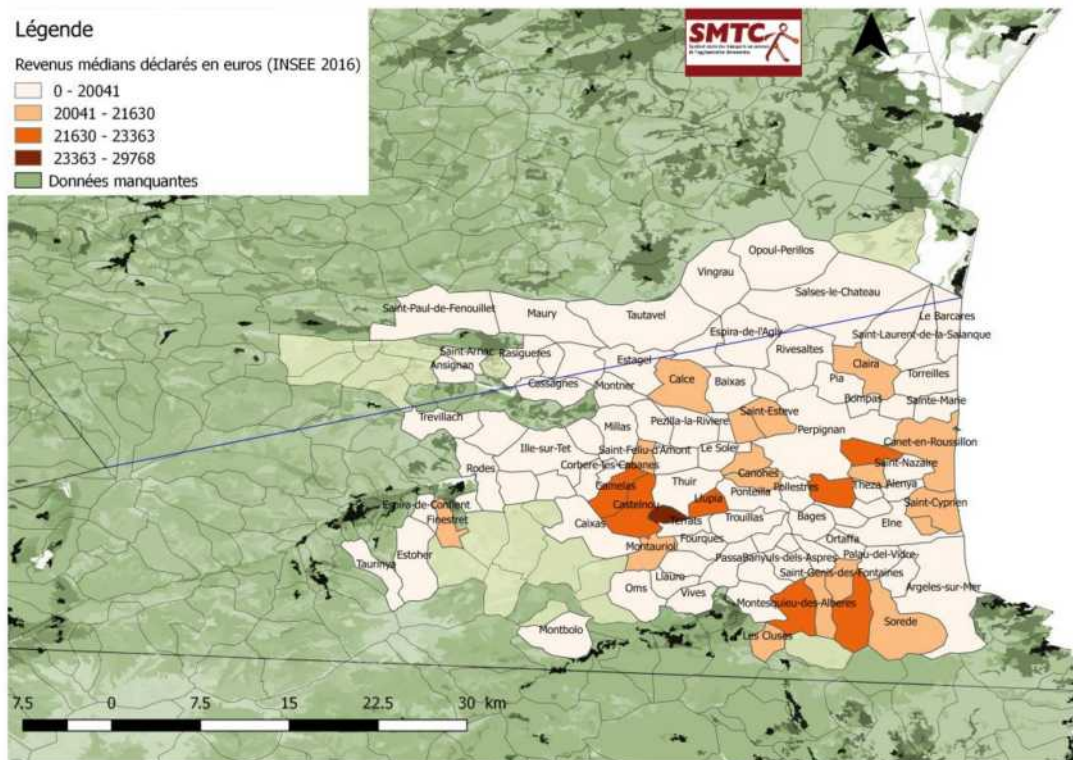 Légende
Revenus médians déclarés en euros (INSEE 2016)
0 - 20041
20041 - 21630
21630 - 23363
23363 - 29768
Données manquantes
SMTC
Opoul-Perillos
Vingrau
Salses-le-Chateau
Saint-Paul-de-Fenouillet
Maury
Tautavel
Le Barcares
Espira-de-l'Agly
Saint-Laurent-de-la-Salanque
Saint-Arnac
Rasigueres
Estagel
Rivesaltes
Claira
Ansignan
Cassagnes
Montner
Calce
Baixas
Pia
Torreilles
Bompas
Sainte-Marie
Trevillach
Millas
Pezilla-la-Riviere
Saint-Esteve
Perpignan
Canet-en-Roussillon
Ille-sur-Tet
Saint-Feliu-d'Amont
Le Soler
Saint-Nazaire
Rodes
Corbere-les-Cabanes
Canohes
Camelas
Thuir
Ponteilla
Pollestres
Theza
Alenya
Espira-de-Conflent
Castelnou
Llupia
Saint-Cyprien
Finestret
Caixas
Terrats
Trouillas
Bages
Elne
Estoher
Montauriol
Fourques
Ortaffa
Taurinya
Passa
Banyuls-dels-Aspres
Palau-del-Vidre
Llauro
Saint-Genis-des-Fontaines
Oms
Vives
Argeles-sur-Mer
Montesquieu-des-Alberes
Sorede
Montbolo
Les Cluses
7.5 0 7.5 15 22.5 30 km